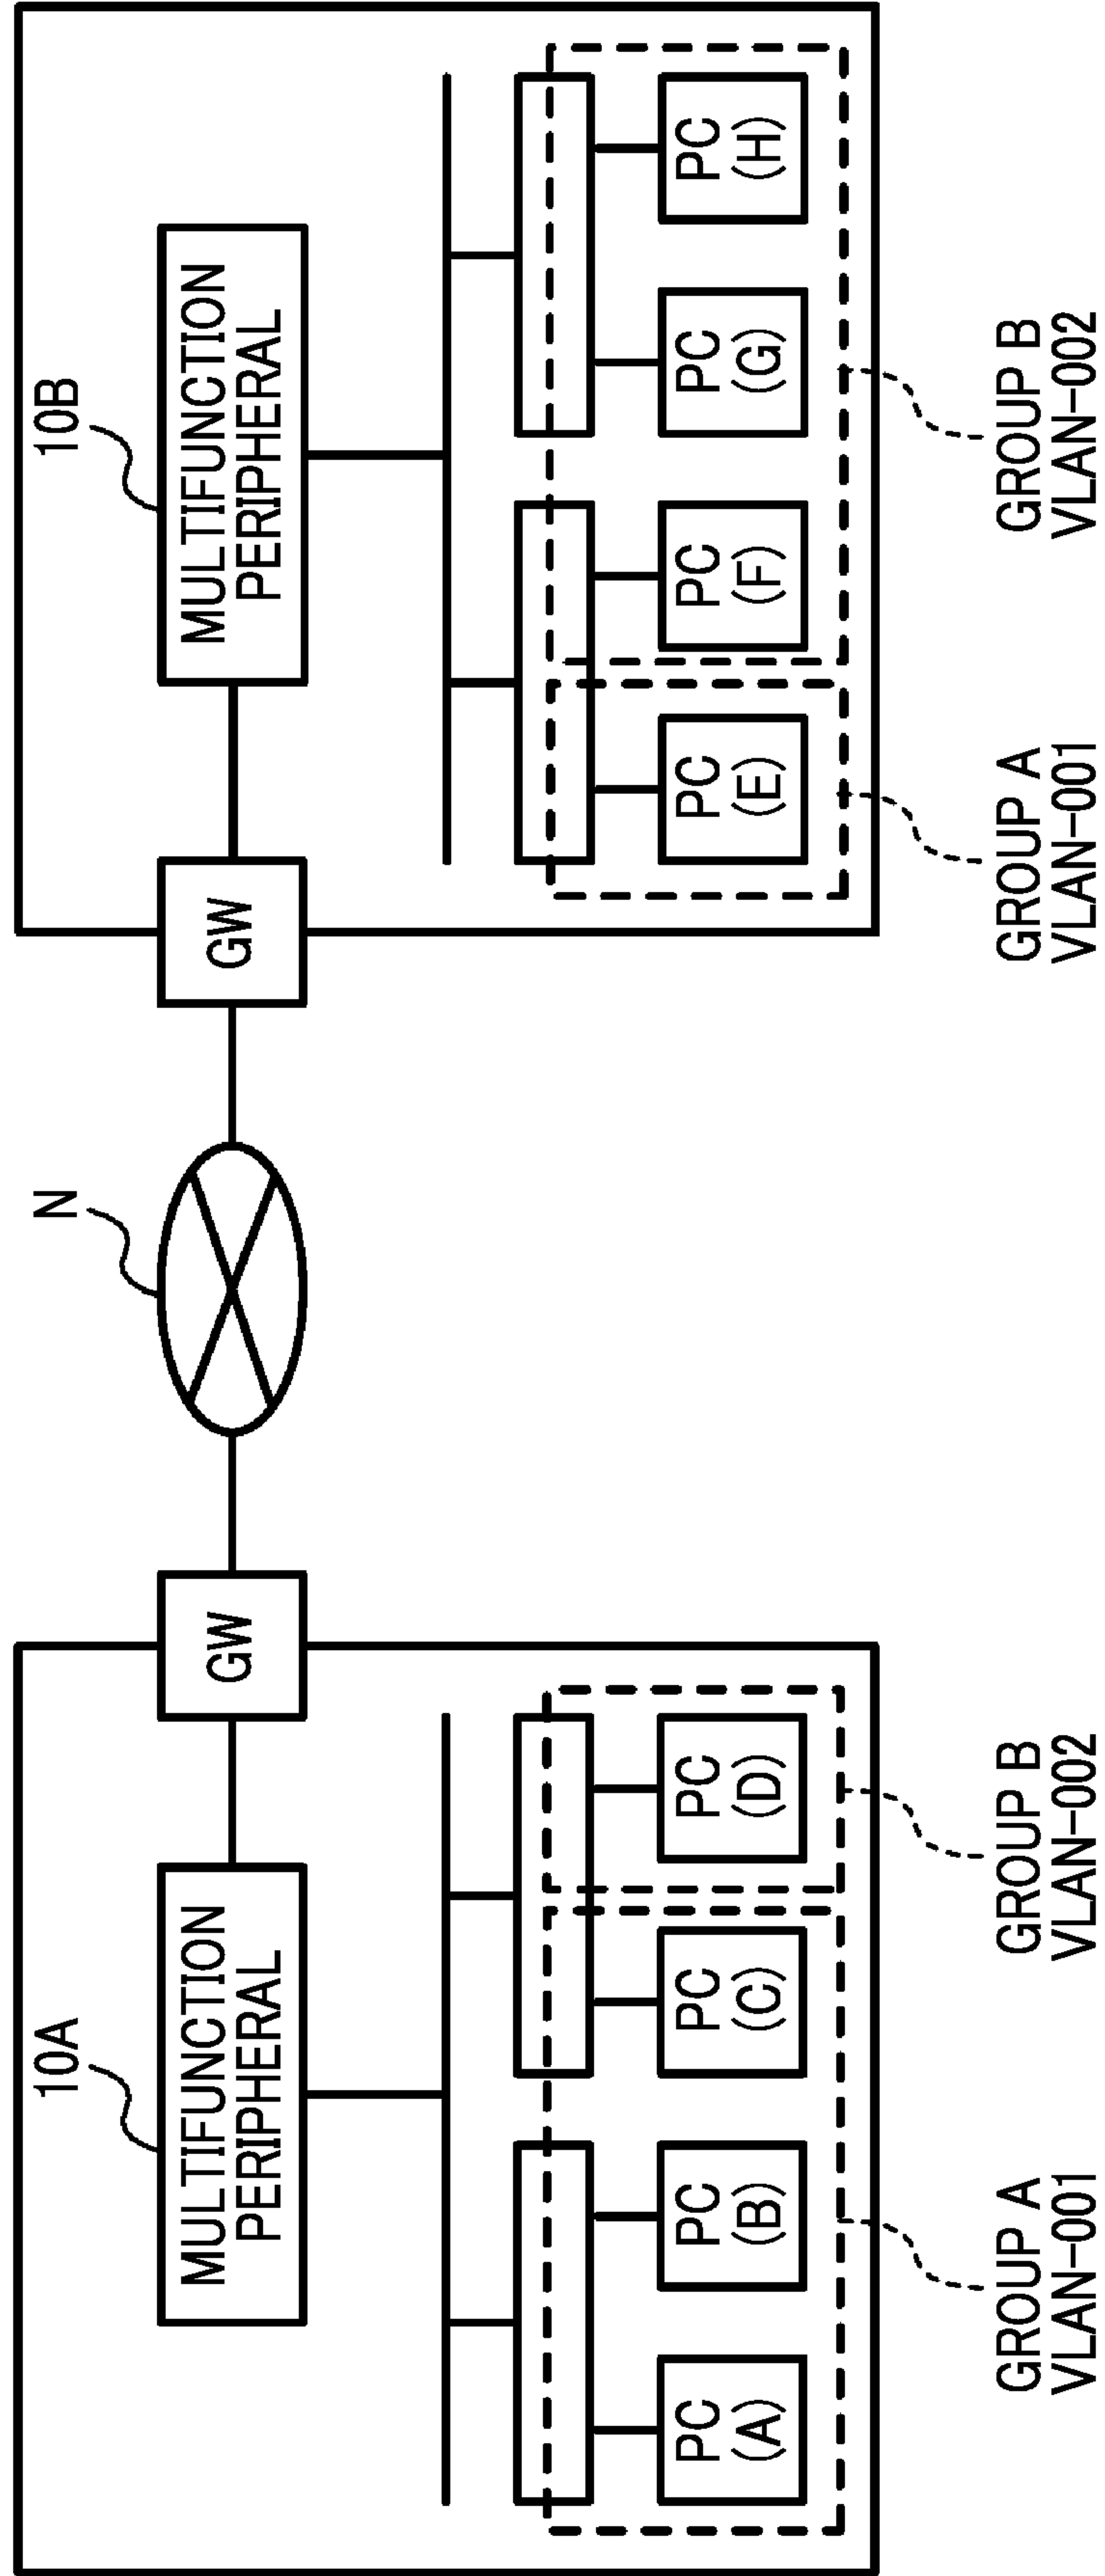 10A
MULTIFUNCTION
PERIPHERAL
GW
N
GW
10B
MULTIFUNCTION
PERIPHERAL
PC
(A)
PC
(B)
PC
(C)
PC
(D)
PC
(E)
PC
(F)
PC
(G)
PC
(H)
GROUP A
VLAN-001
GROUP B
VLAN-002
GROUP A
VLAN-001
GROUP B
VLAN-002